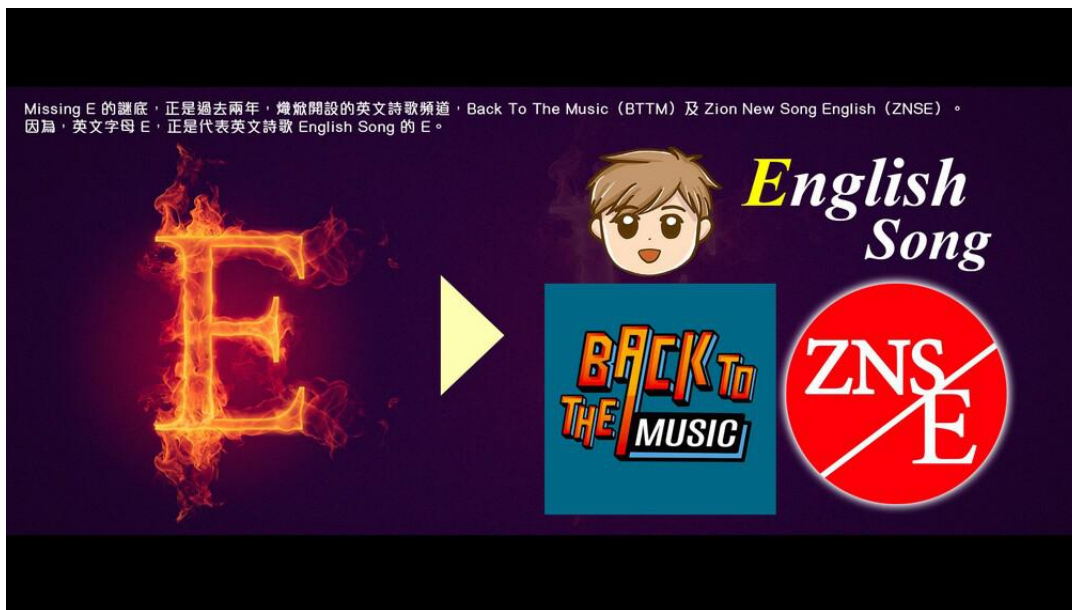 Missing E 的謎底，正是過去兩年，熾焮開設的英文詩歌頻道，Back To The Music（BTTM）及 Zion New Song English（ZNSE）。
因為，英文字母 E，正是代表英文詩歌 English Song 的 E。
E
English
Song
BACK TO
THE MUSIC
ZNS
E